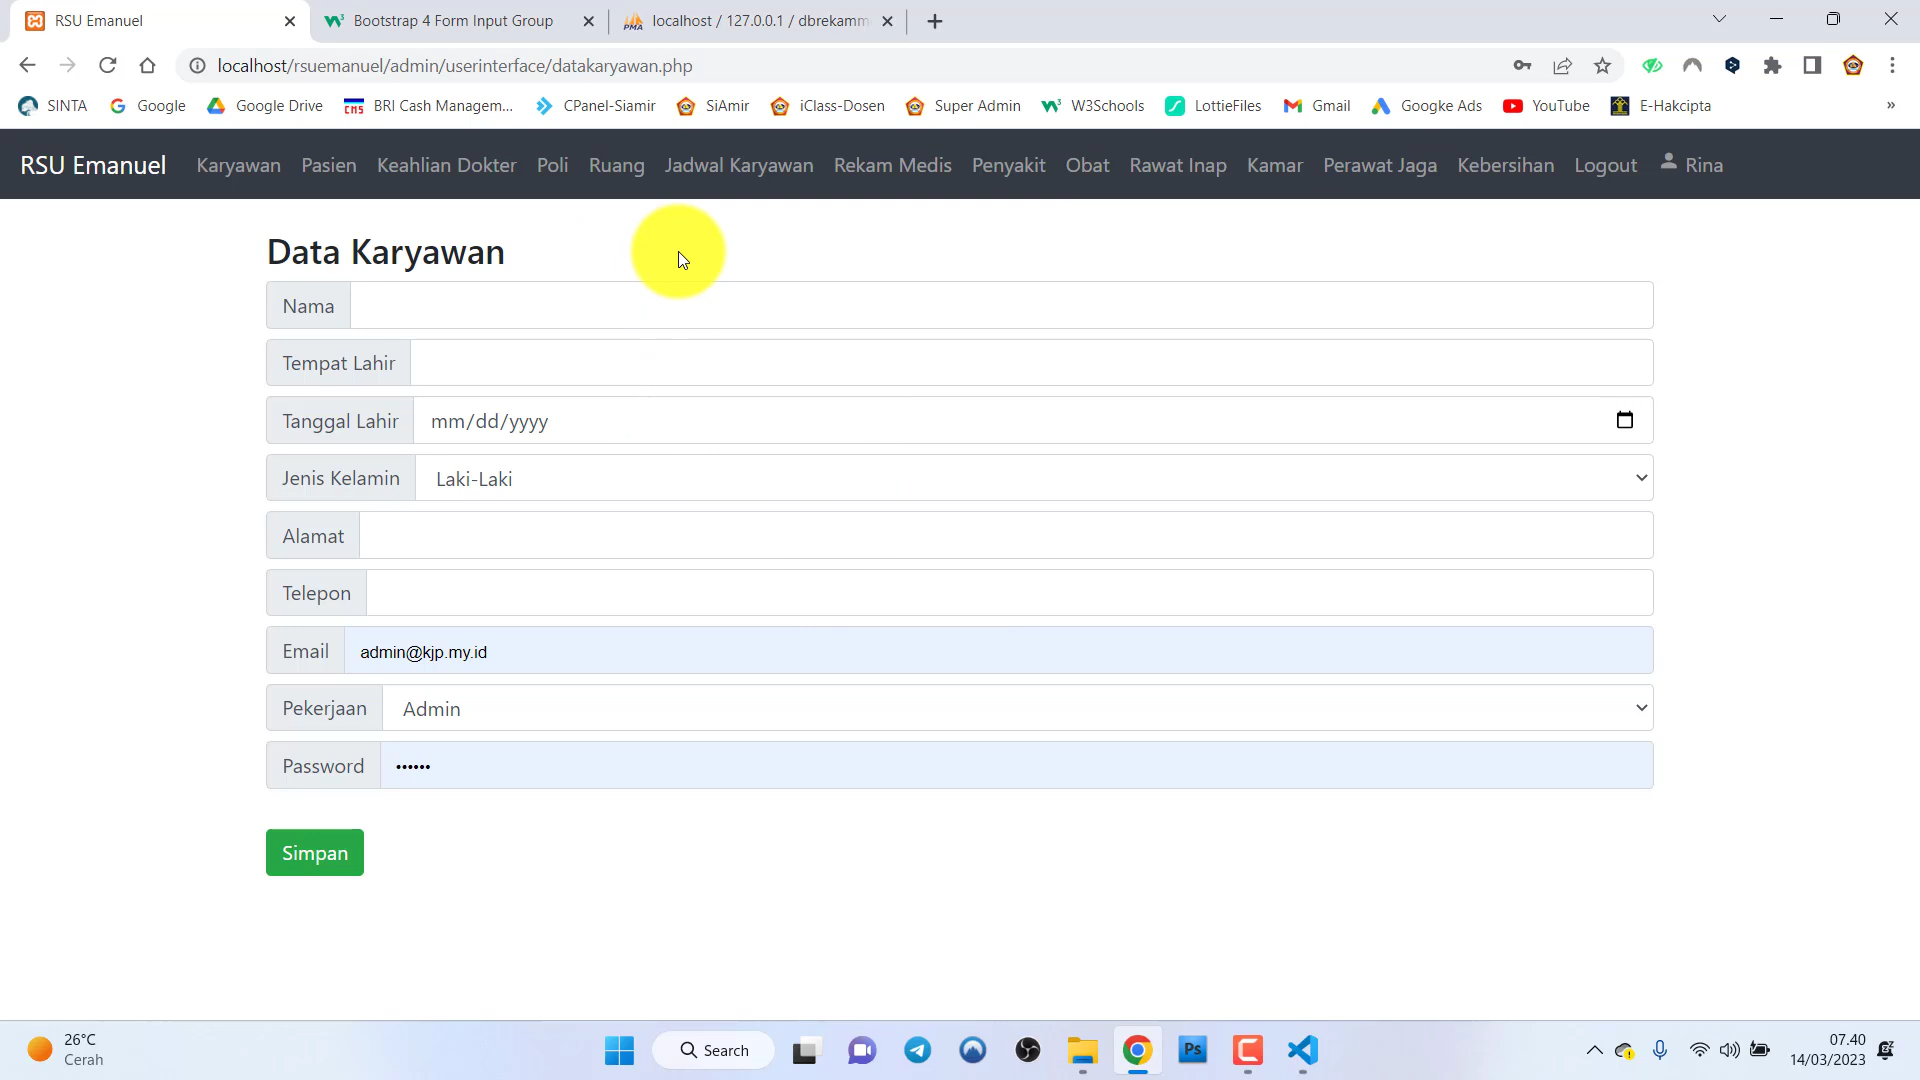 RSU Emanuel
Bootstrap 4 Form Input Group
localhost / 127.0.0.1 / dbrekamm
localhost/rsuemanuel/admin/userinterface/datakaryawan.php
SINTA Google Google Drive BRI Cash Managem... CPanel-Siamir SiAmir iClass-Dosen Super Admin W3Schools LottieFiles Gmail Googke Ads YouTube E-Hakcipta »
RSU Emanuel Karyawan Pasien Keahlian Dokter Poli Ruang Jadwal Karyawan Rekam Medis Penyakit Obat Rawat Inap Kamar Perawat Jaga Kebersihan Logout Rina
Data Karyawan
Nama
Tempat Lahir
Tanggal Lahir mm/dd/yyyy
Jenis Kelamin Laki-Laki
Alamat
Telepon
Email admin@kjp.my.id
Pekerjaan Admin
Password ••••••
Simpan
26°C
Cerah
Search
Ps
07.40
14/03/2023